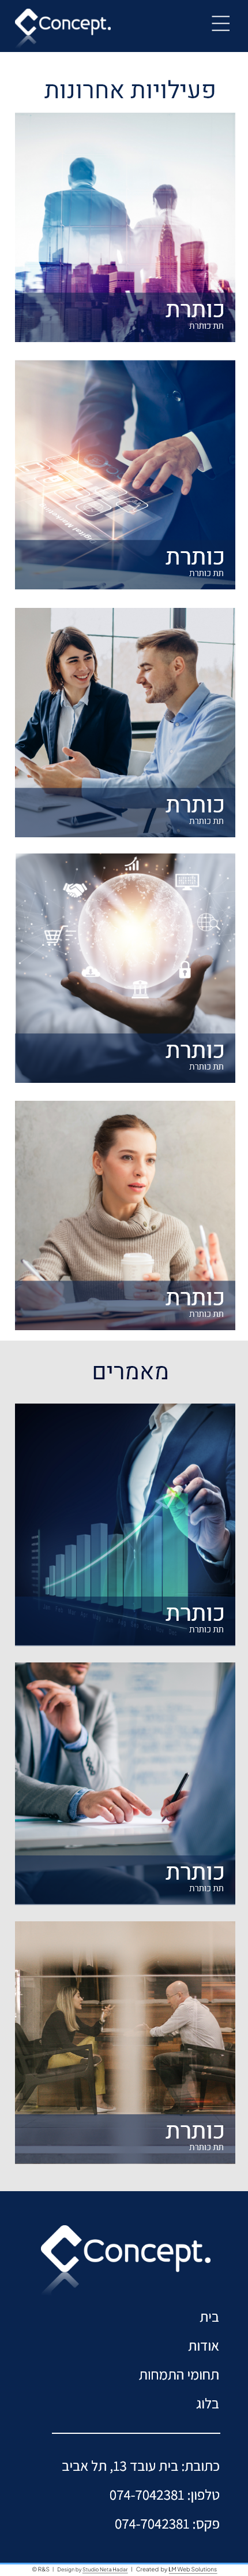 Concept.
פעילויות אחרונות
כותרת
תת כותרת
כותרת
תת כותרת
כותרת
תת כותרת
כותרת
תת כותרת
כותרת
תת כותרת
מאמרים
כותרת
תת כותרת
כותרת
תת כותרת
כותרת
תת כותרת
Concept.
בית
אודות
תחומי התמחות
בלוג
כתובת: בית עובד 13, תל אביב
טלפון: 074-7042381
פקס: 074-7042381
© R&S | Design by Studio Neta Hadar | Created by LM Web Solutions